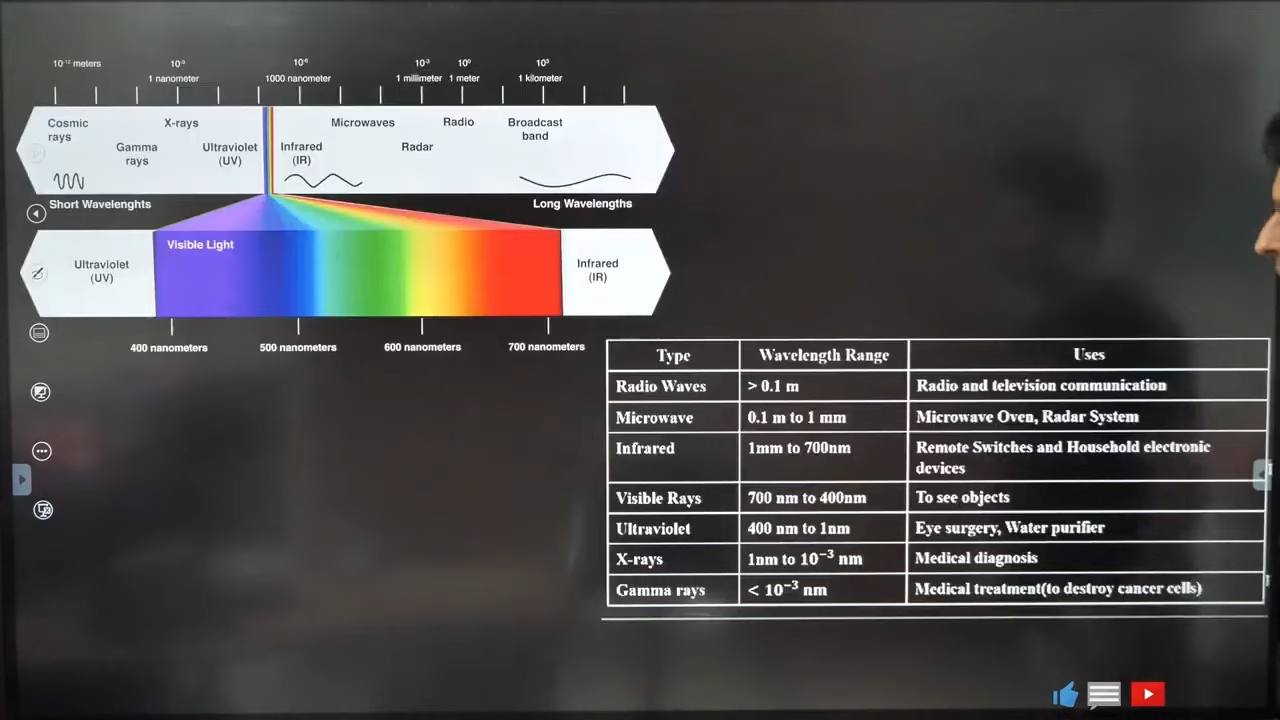 10⁻¹² meters 10⁻⁹ 10⁻⁶ 10⁻³ 10⁰ 10³
1 nanometer 1000 nanometer 1 millimeter 1 meter 1 kilometer
Cosmic rays X-rays Microwaves Radio Broadcast band
Gamma rays Ultraviolet (UV) Infrared (IR) Radar
Short Wavelenghts Long Wavelengths
Visible Light
Ultraviolet (UV) Infrared (IR)
400 nanometers 500 nanometers 600 nanometers 700 nanometers
Type Wavelength Range Uses
Radio Waves > 0.1 m Radio and television communication
Microwave 0.1 m to 1 mm Microwave Oven, Radar System
Infrared 1mm to 700nm Remote Switches and Household electronic
devices
Visible Rays 700 nm to 400nm To see objects
Ultraviolet 400 nm to 1nm Eye surgery, Water purifier
X-rays 1nm to 10⁻³ nm Medical diagnosis
Gamma rays < 10⁻³ nm Medical treatment(to destroy cancer cells)